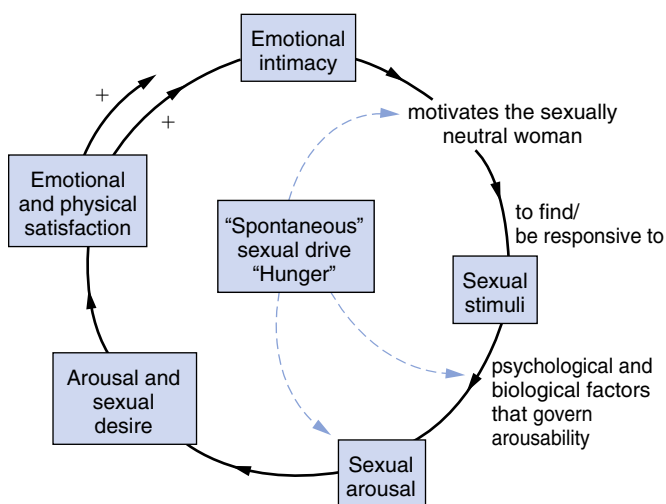 Emotional
intimacy
motivates the sexually
neutral woman
to find/
be responsive to
Sexual
stimuli
psychological and
biological factors
that govern
arousability
Sexual
arousal
Arousal and
sexual
desire
Emotional
and physical
satisfaction
+
+
“Spontaneous”
sexual drive
“Hunger”